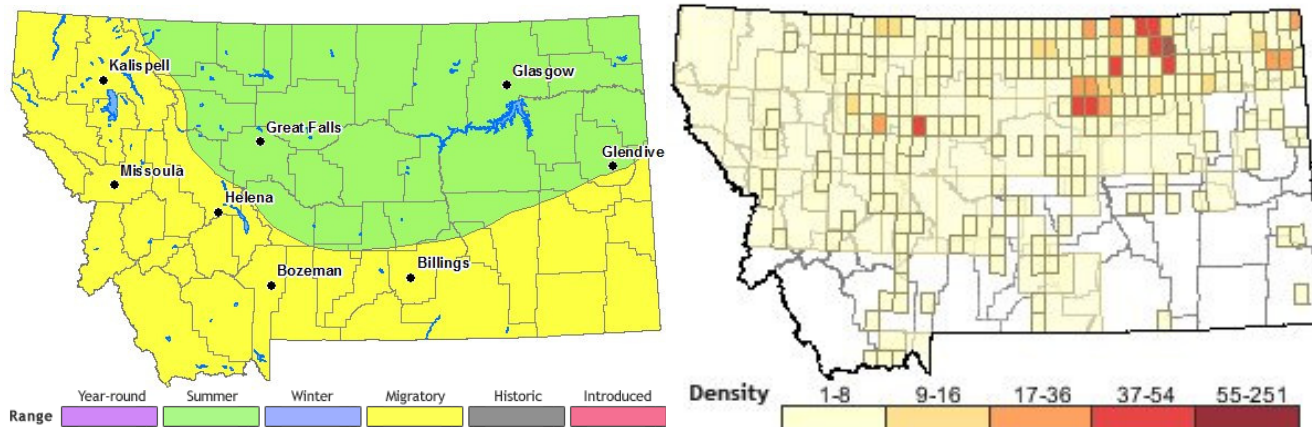 Kalispell
Glasgow
Great Falls
Glendive
Missoula
Helena
Bozeman
Billings
Year-round Summer Winter Migratory Historic Introduced
Range
Density 1-8 9-16 17-36 37-54 55-251